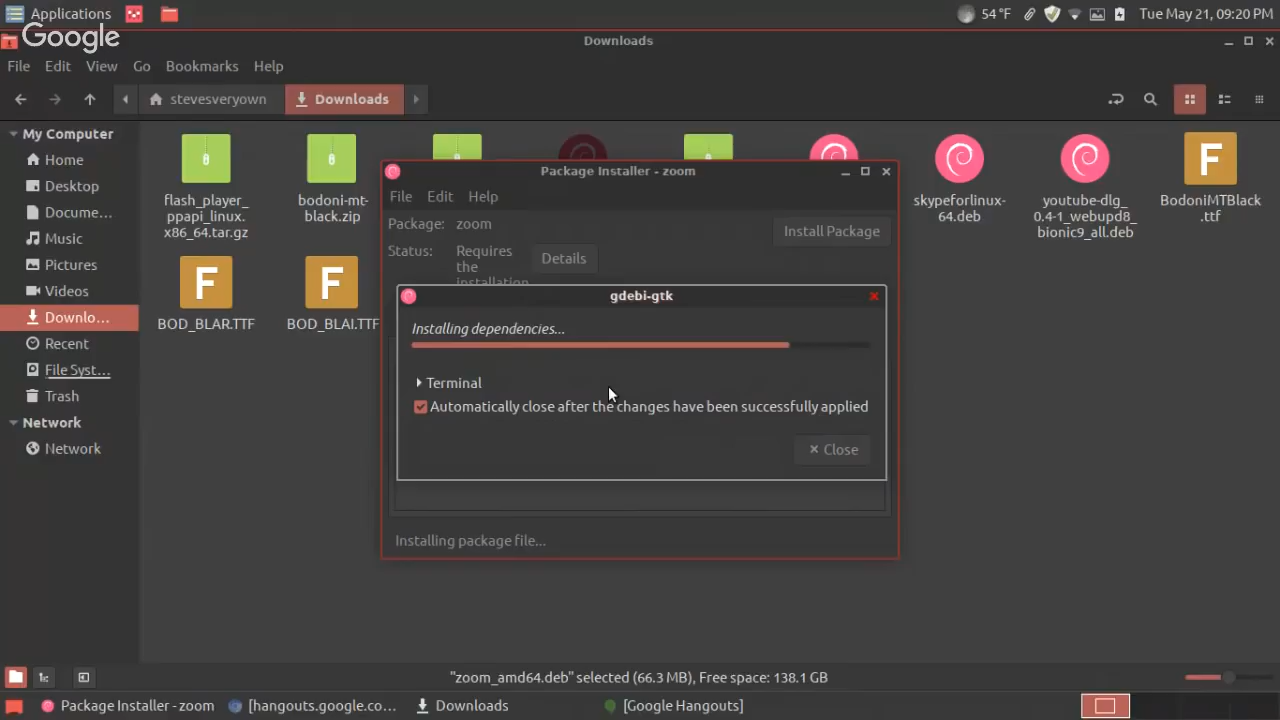 Applications
54 °F
Tue May 21, 09:20 PM
Google
Downloads
File Edit View Go Bookmarks Help
stevesveryown
Downloads
My Computer
Home
Desktop
Docume...
Music
Pictures
Videos
Downlo...
Recent
File Syst...
Trash
Network
Network
flash_player_
ppapi_linux.
x86_64.tar.gz
bodoni-mt-
black.zip
skypeforlinux-
64.deb
youtube-dlg_
0.4-1_webupd8_
bionic9_all.deb
F
BodoniMTBlack
.ttf
F
BOD_BLAR.TTF
F
BOD_BLAI.TTF
Package Installer - zoom
File Edit Help
Package: zoom
Install Package
Status: Requires
the
installation
Details
gdebi-gtk
Installing dependencies...
Terminal
Automatically close after the changes have been successfully applied
Close
Installing package file...
"zoom_amd64.deb" selected (66.3 MB), Free space: 138.1 GB
Package Installer - zoom
[hangouts.google.co...
Downloads
[Google Hangouts]